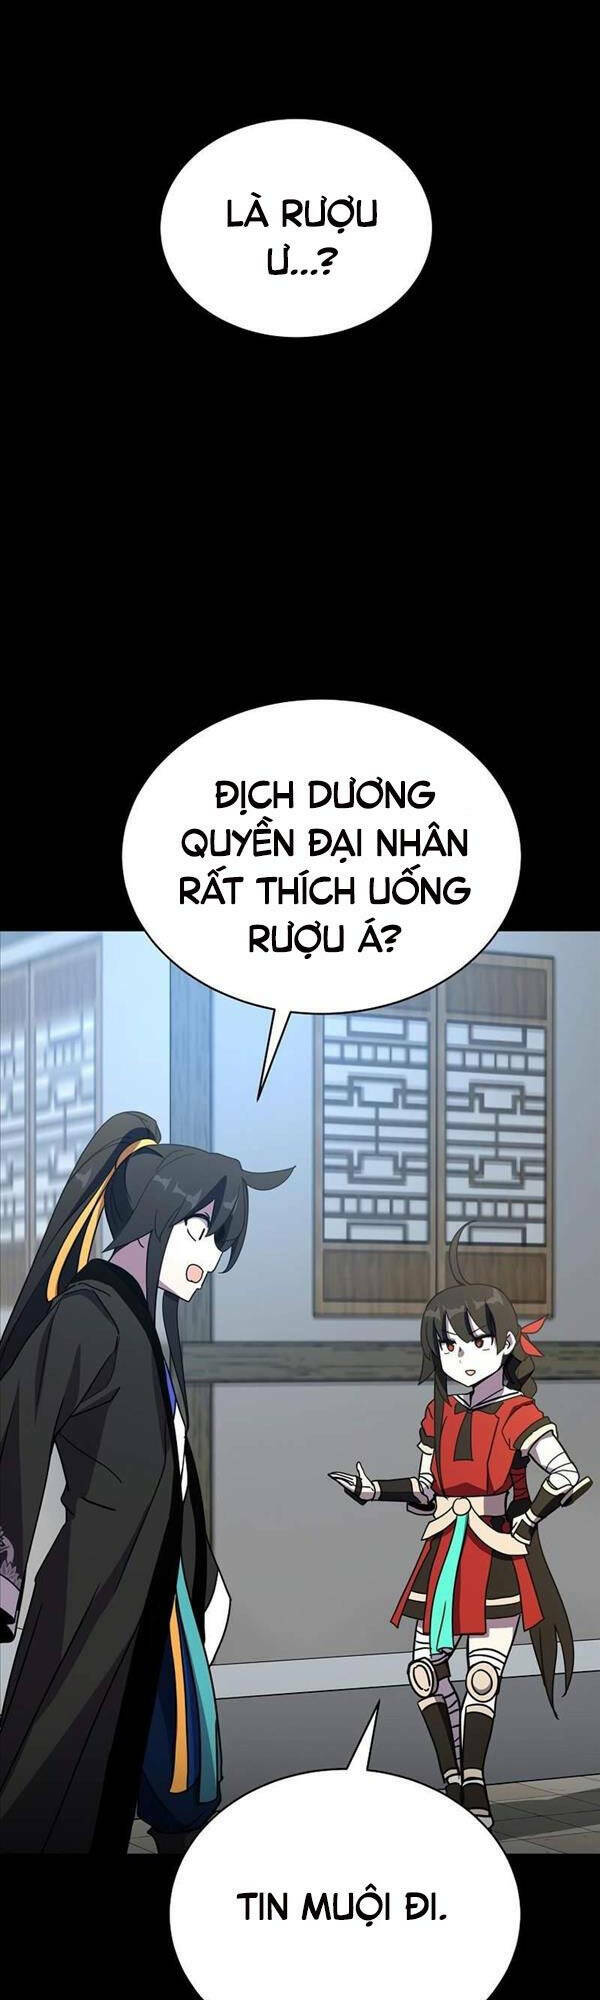 LÀ RƯỢU
Ư...?
ĐỊCH DƯƠNG
QUYỀN ĐẠI NHÂN
RẤT THÍCH UỐNG
RƯỢU Á?
TIN MUỘI ĐI.